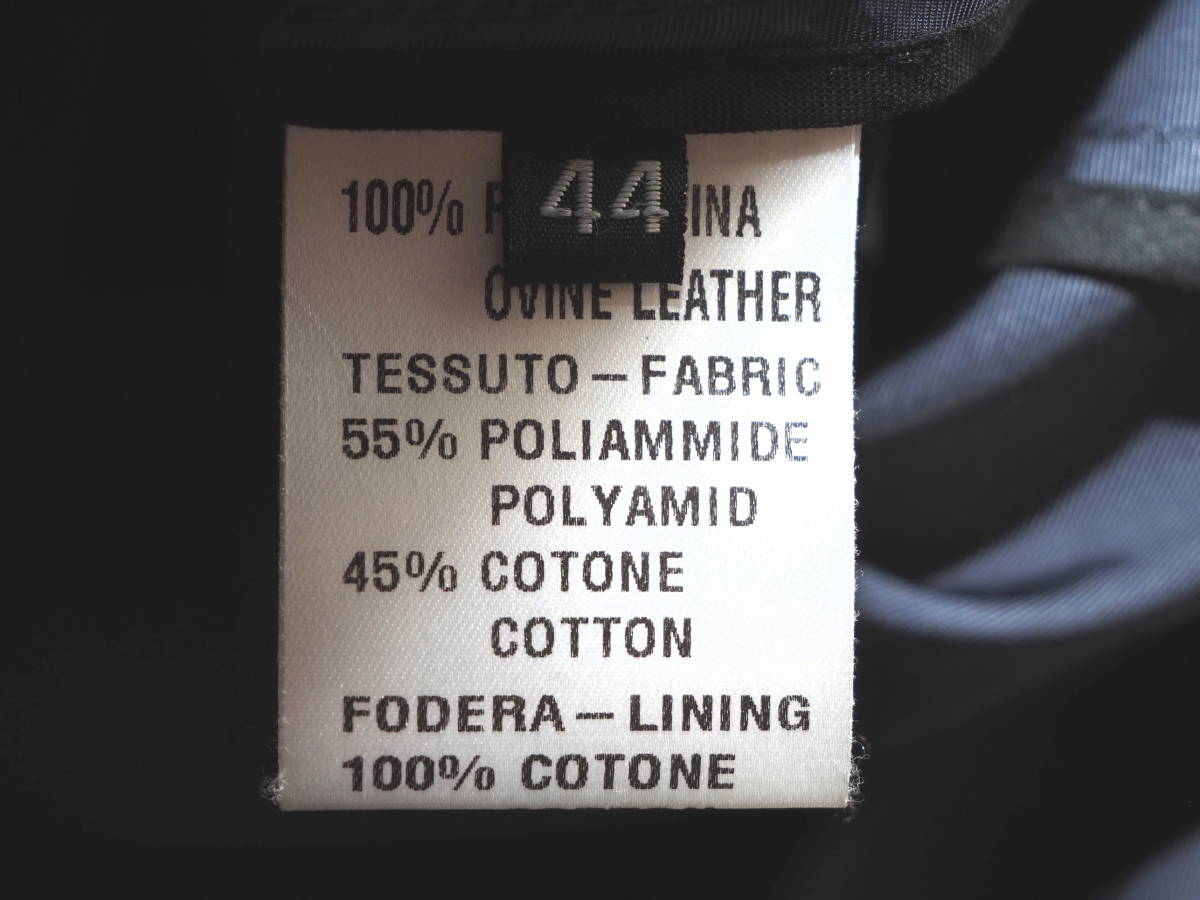 44
100%
OVINE LEATHER
TESSUTO — FABRIC
55% POLIAMMIDE
POLYAMID
45% COTONE
COTTON
FODERA — LINING
100% COTONE